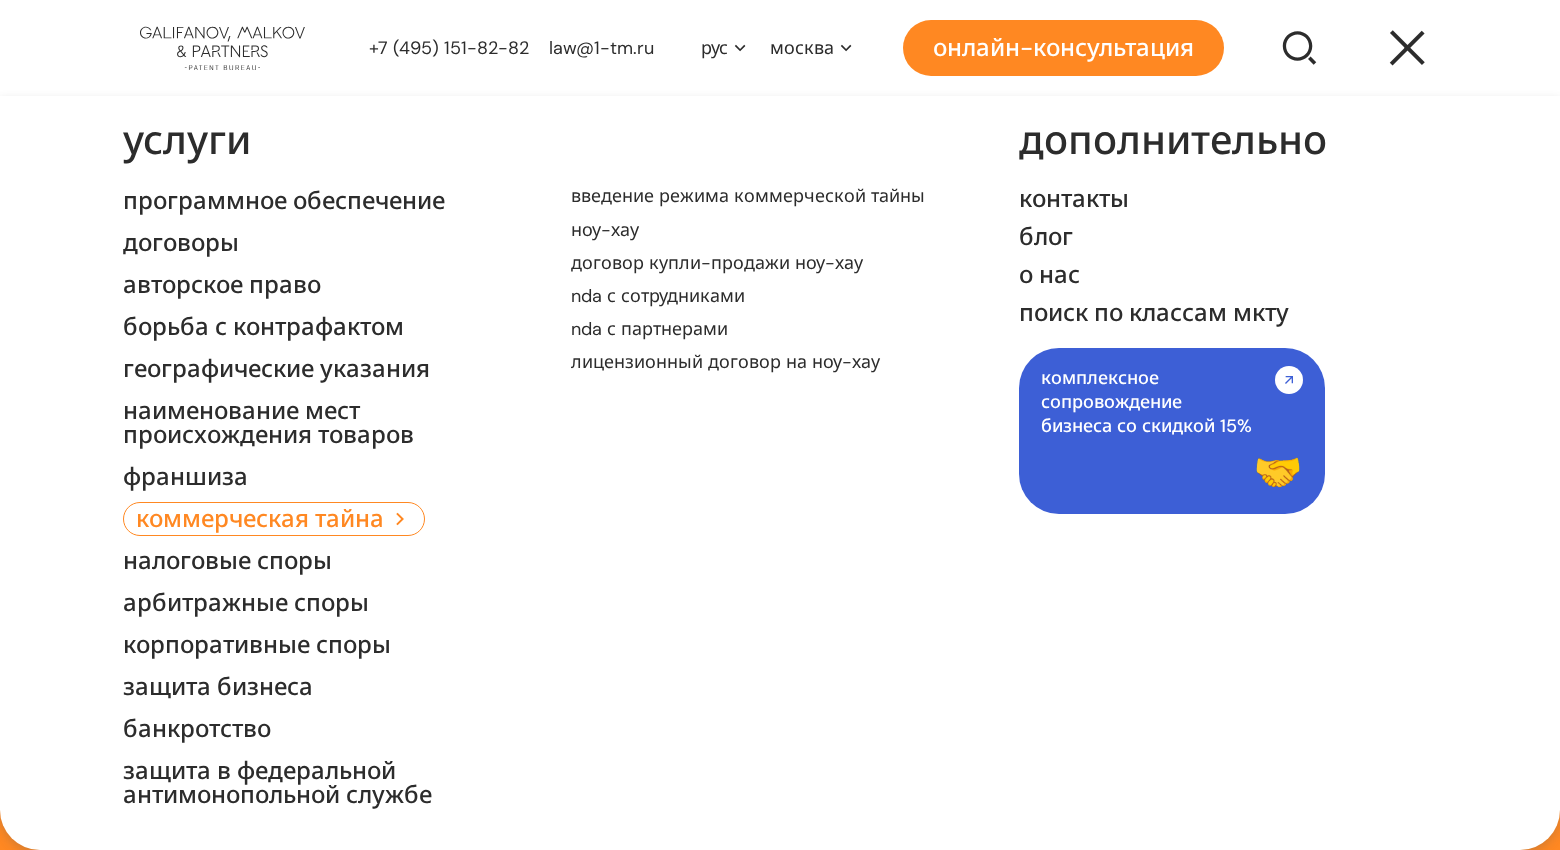 GALIFANOV, MALKOV
& PARTNERS
-PATENT BUREAU-
+7 (495) 151-82-82
law@1-tm.ru
рус
москва
онлайн-консультация
услуги
программное обеспечение
договоры
авторское право
борьба с контрафактом
географические указания
наименование мест
происхождения товаров
франшиза
коммерческая тайна
налоговые споры
арбитражные споры
корпоративные споры
защита бизнеса
банкротство
защита в федеральной
антимонопольной службе
введение режима коммерческой тайны
ноу-хау
договор купли-продажи ноу-хау
nda с сотрудниками
nda с партнерами
лицензионный договор на ноу-хау
дополнительно
контакты
блог
о нас
поиск по классам мкту
комплексное
сопровождение
бизнеса со скидкой 15%